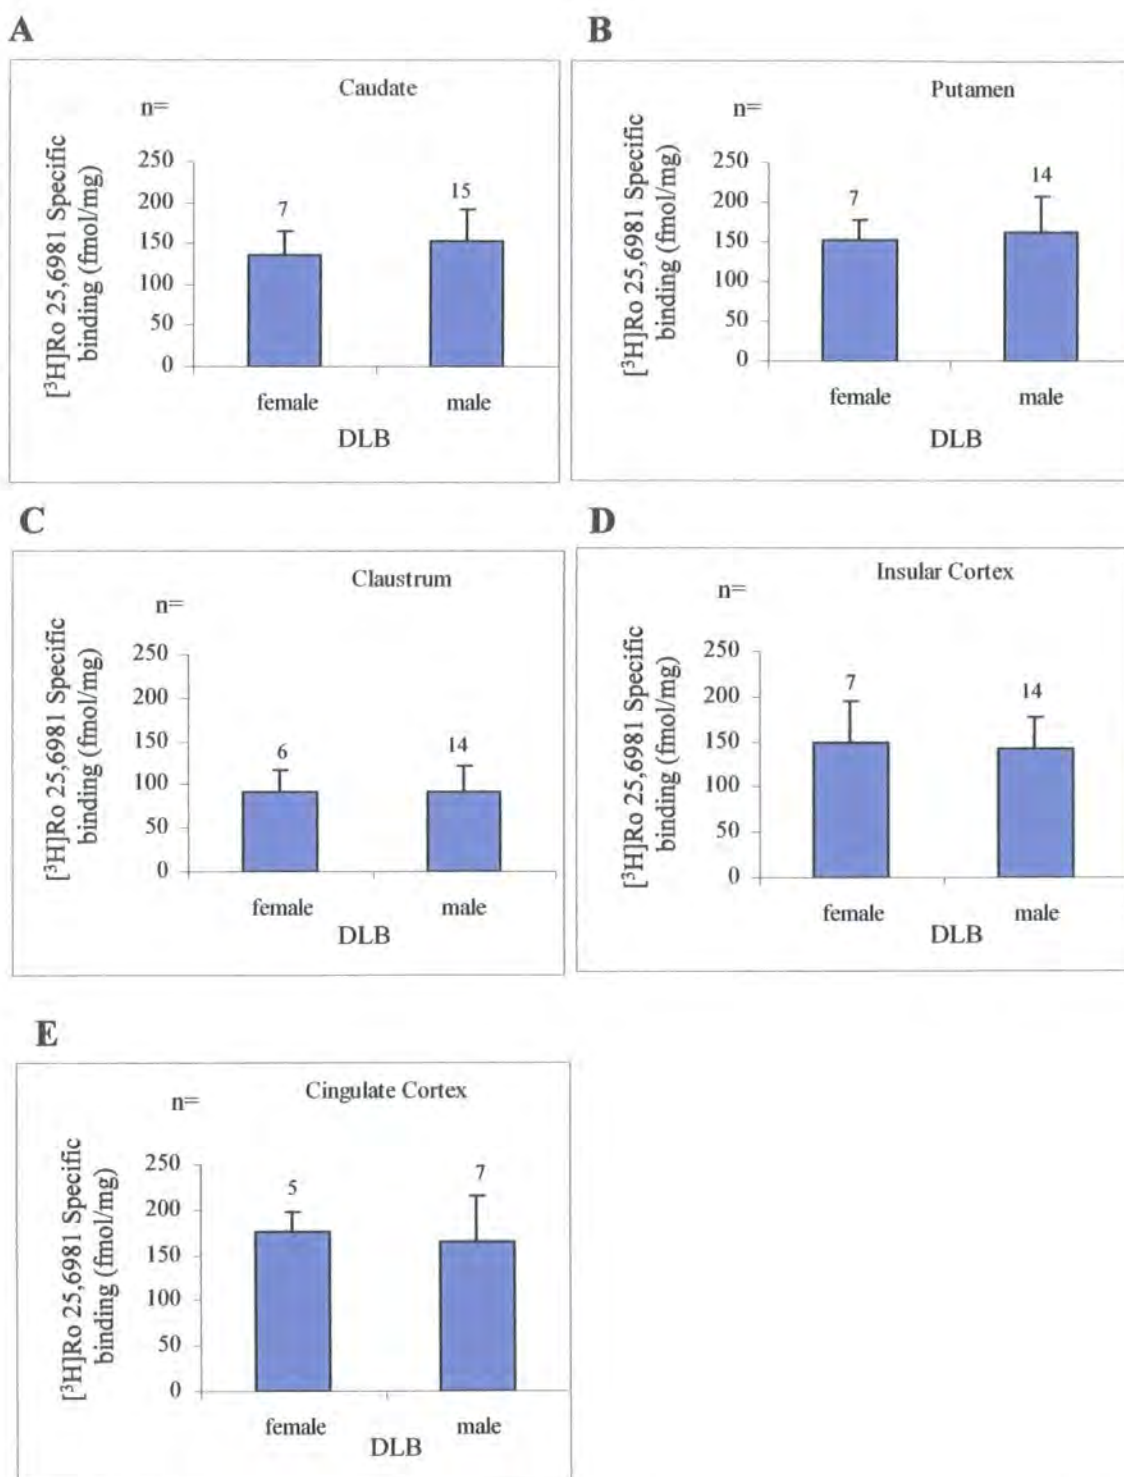 A
Caudate
n=
[³H]Ro 25,6981 Specific
binding (fmol/mg)
250
200
150
100
50
0
7
15
female
male
DLB
B
Putamen
n=
[³H]Ro 25,6981 Specific
binding (fmol/mg)
250
200
150
100
50
0
7
14
female
male
DLB
C
Claustrum
n=
[³H]Ro 25,6981 Specific
binding (fmol/mg)
250
200
150
100
50
0
6
14
female
male
DLB
D
Insular Cortex
n=
[³H]Ro 25,6981 Specific
binding (fmol/mg)
250
200
150
100
50
0
7
14
female
male
DLB
E
Cingulate Cortex
n=
[³H]Ro 25,6981 Specific
binding (fmol/mg)
250
200
150
100
50
0
5
7
female
male
DLB